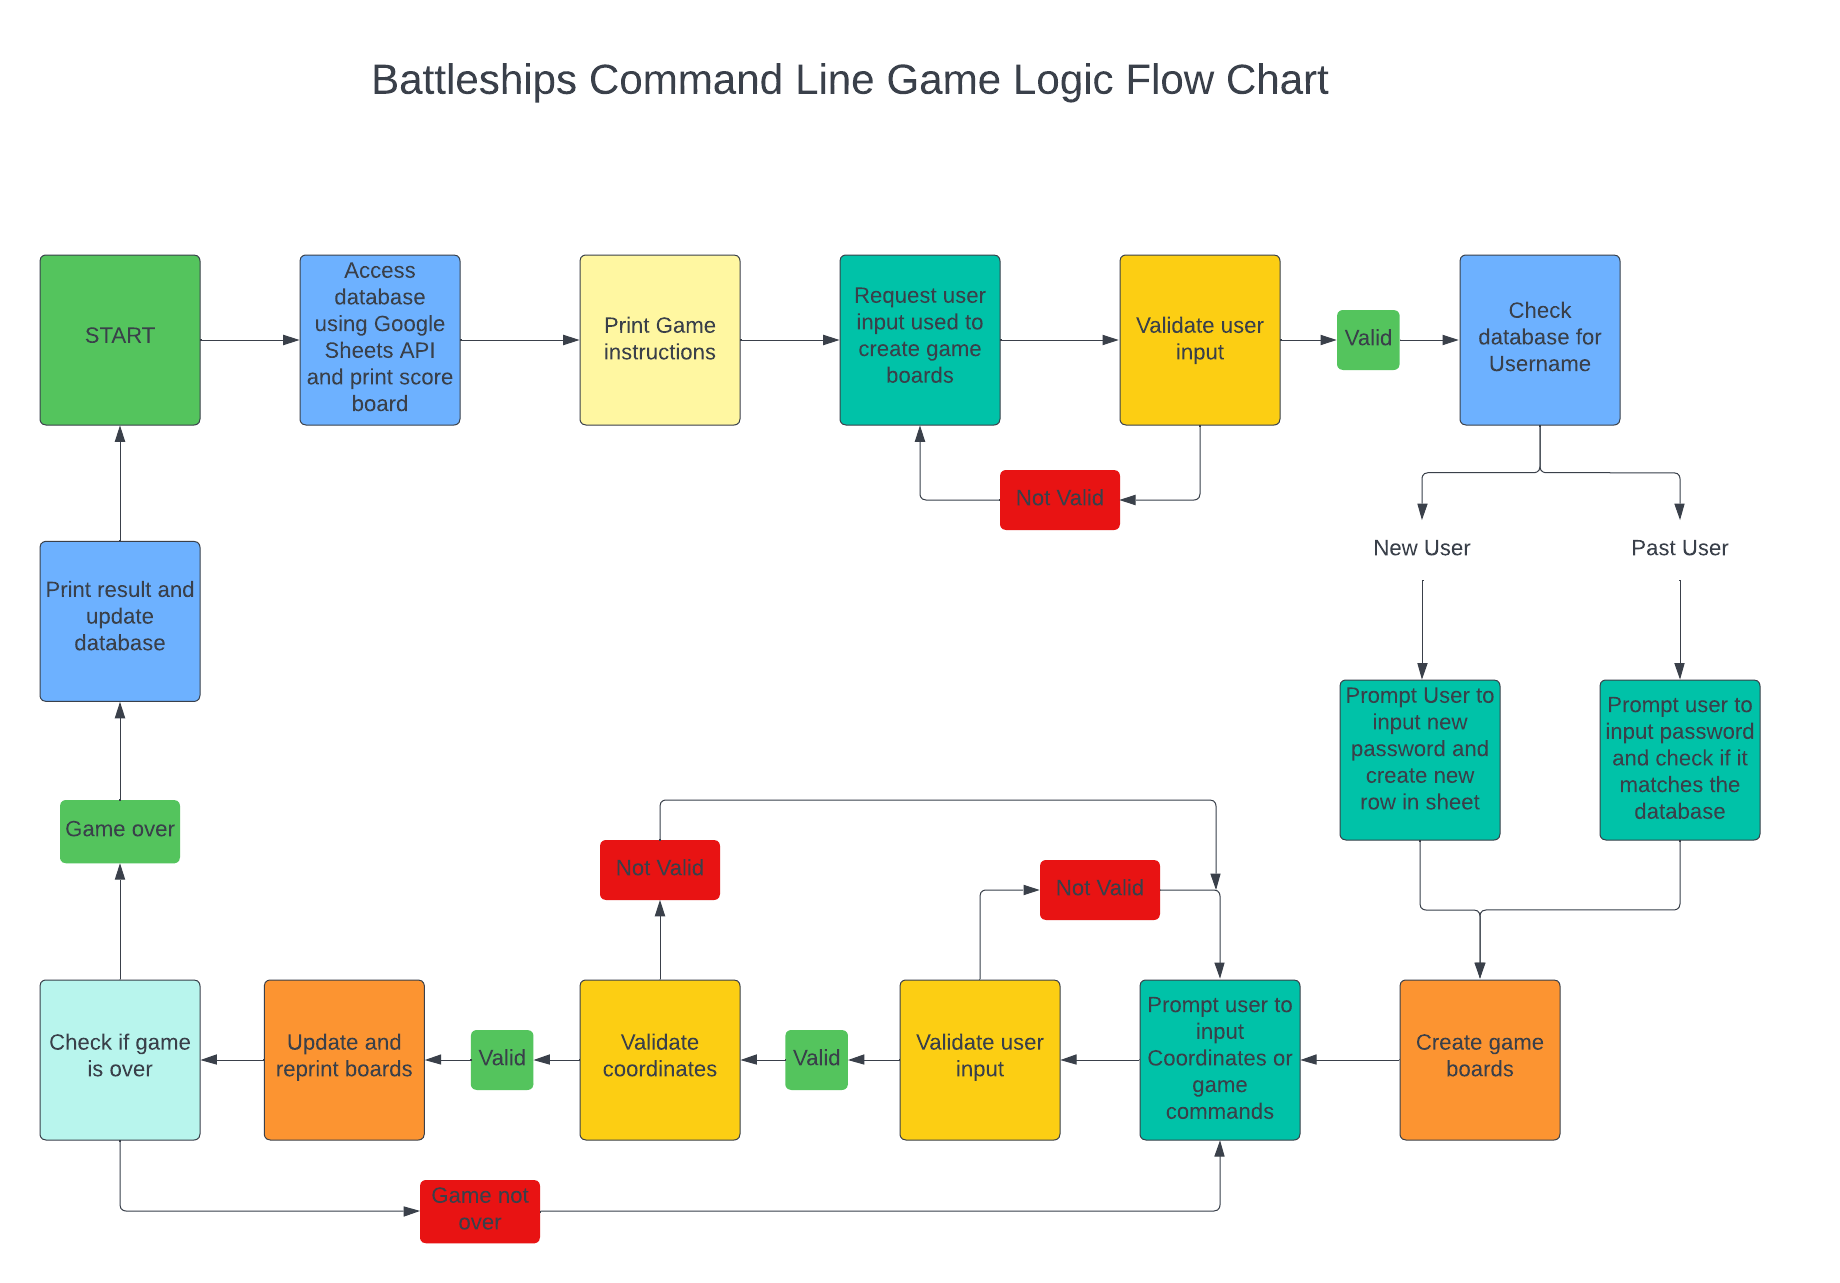 Battleships Command Line Game Logic Flow Chart
START
Access
database
using Google
Sheets API
and print score
board
Print Game
instructions
Request user
input used to
create game
boards
Validate user
input
Valid
Check
database for
Username
Not Valid
New User
Past User
Prompt User to
input new
password and
create new
row in sheet
Prompt user to
input password
and check if it
matches the
database
Create game
boards
Prompt user to
input
Coordinates or
game
commands
Validate user
input
Not Valid
Valid
Validate
coordinates
Not Valid
Valid
Update and
reprint boards
Check if game
is over
Game not
over
Game over
Print result and
update
database